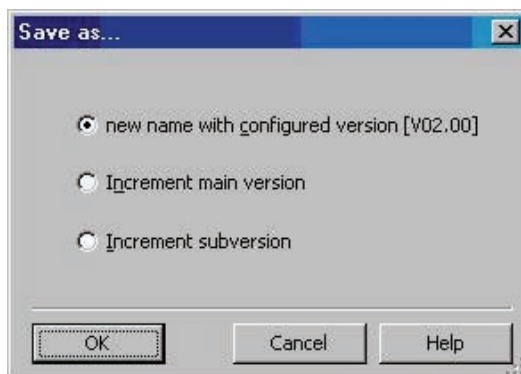 Save as...
new name with configured version [V02.00]
Increment main version
Increment subversion
OK
Cancel
Help